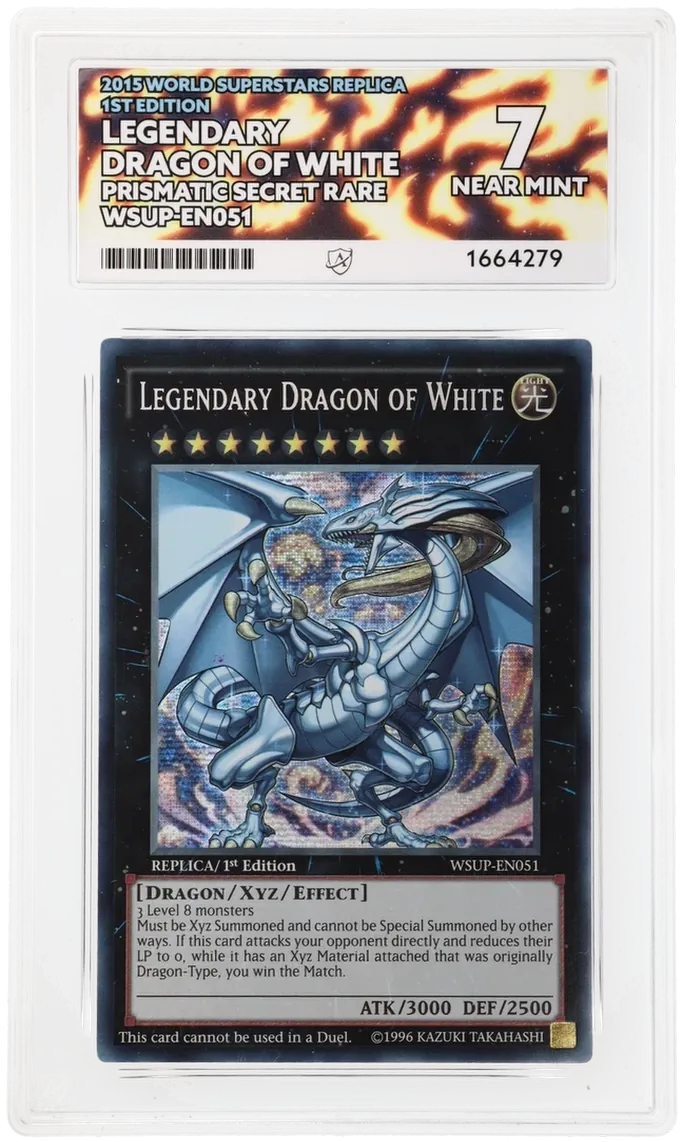 2015 WORLD SUPERSTARS REPLICA
1ST EDITION
LEGENDARY
DRAGON OF WHITE
PRISMATIC SECRET RARE
WSUP-EN051
7
NEAR MINT
1664279
LEGENDARY DRAGON OF WHITE
LIGHT
光
REPLICA/1st Edition
WSUP-EN051
[DRAGON/XYZ/EFFECT]
3 Level 8 monsters
Must be Xyz Summoned and cannot be Special Summoned by other
ways. If this card attacks your opponent directly and reduces their
LP to 0, while it has an Xyz Material attached that was originally
Dragon-Type, you win the Match.
ATK/3000 DEF/2500
This card cannot be used in a Duel. ©1996 KAZUKI TAKAHASHI